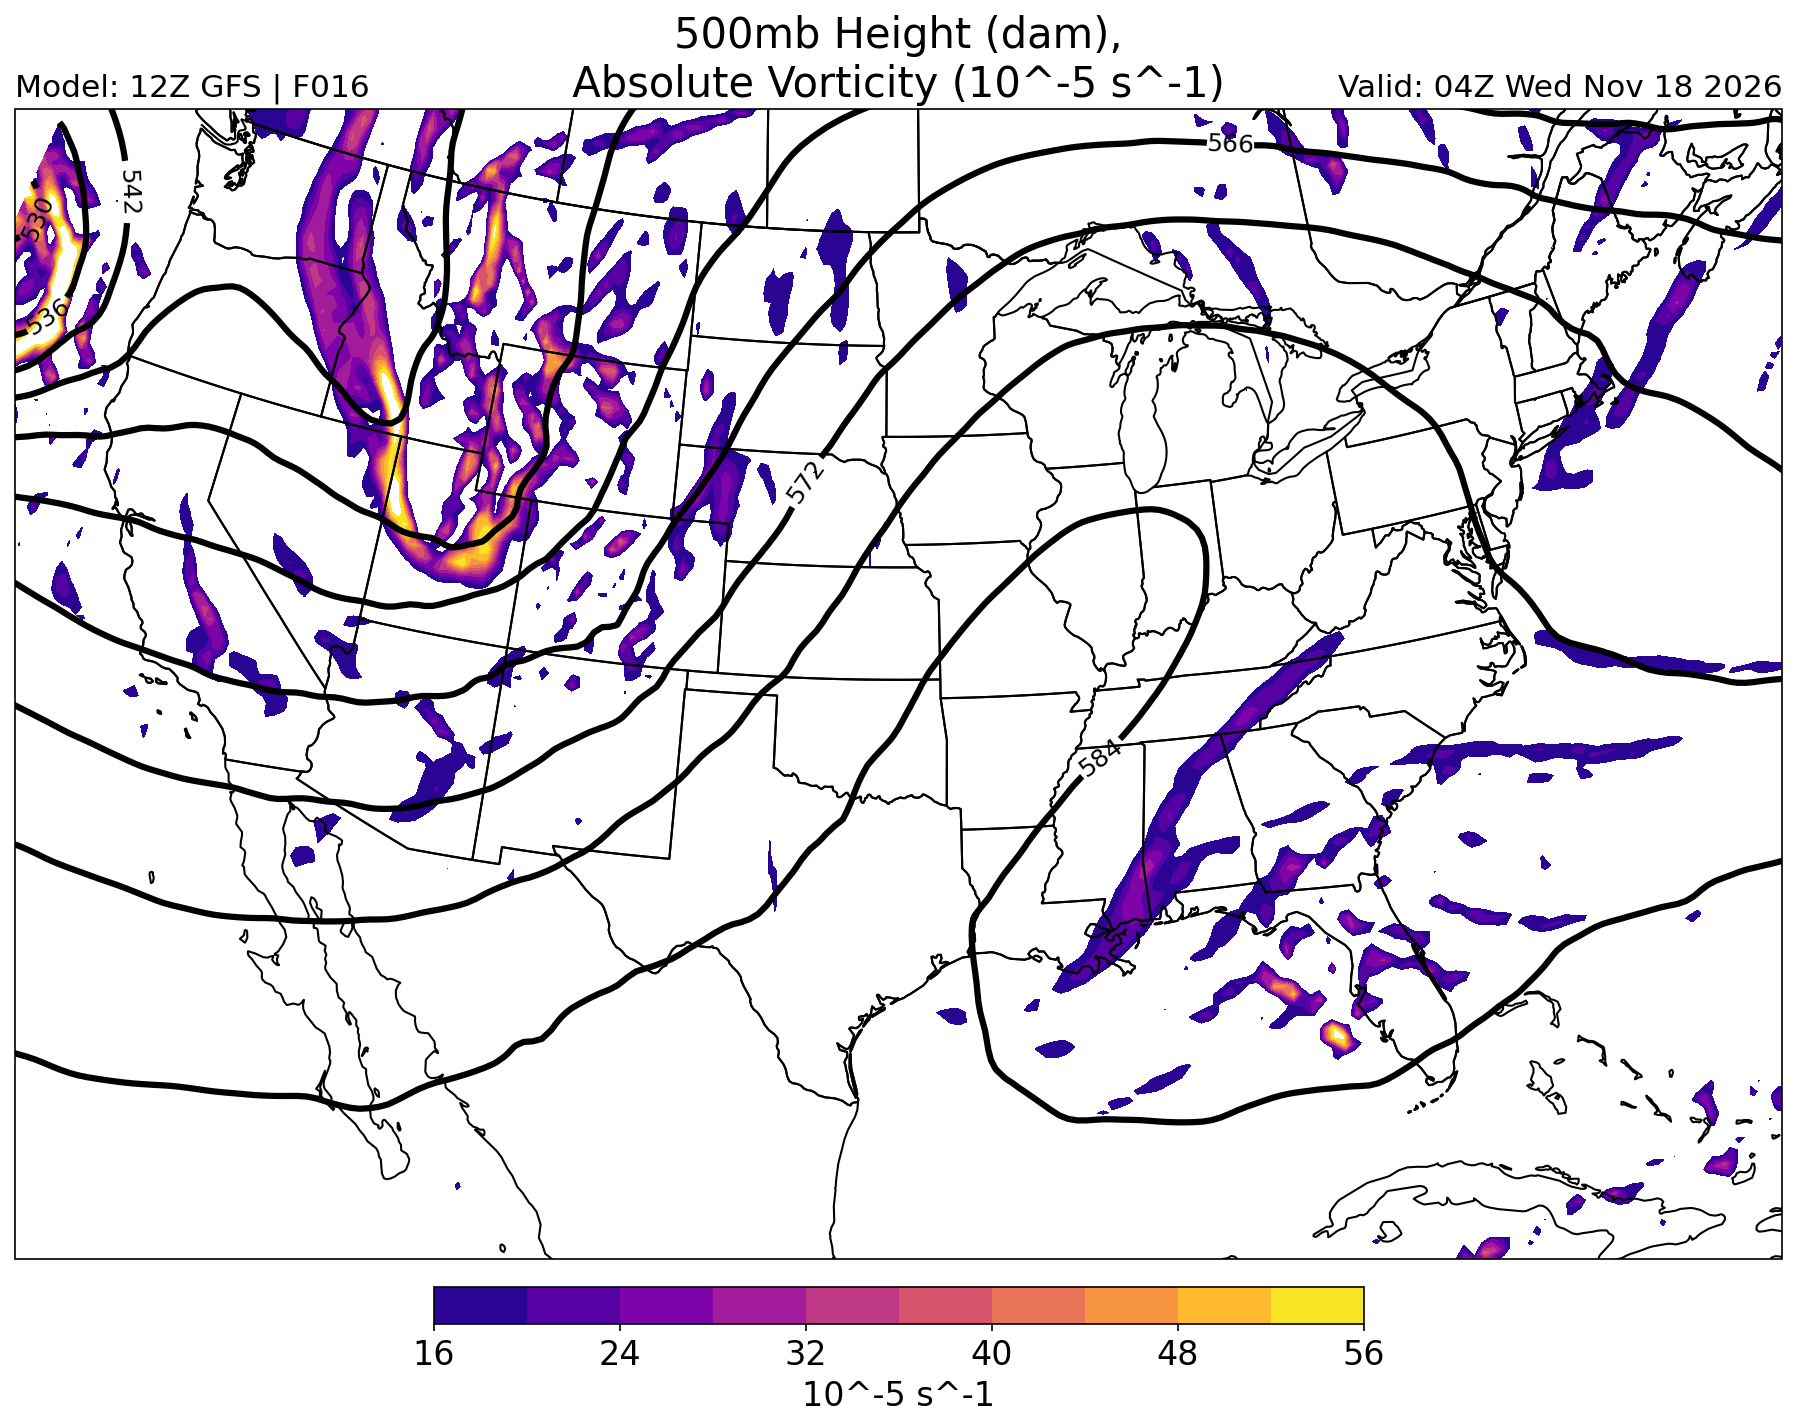 500mb Height (dam),
Model: 12Z GFS | F016
Absolute Vorticity (10^-5 s^-1)
Valid: 04Z Wed Nov 18 2026
566
542
530
536
572
584
16 24 32 40 48 56
10^-5 s^-1